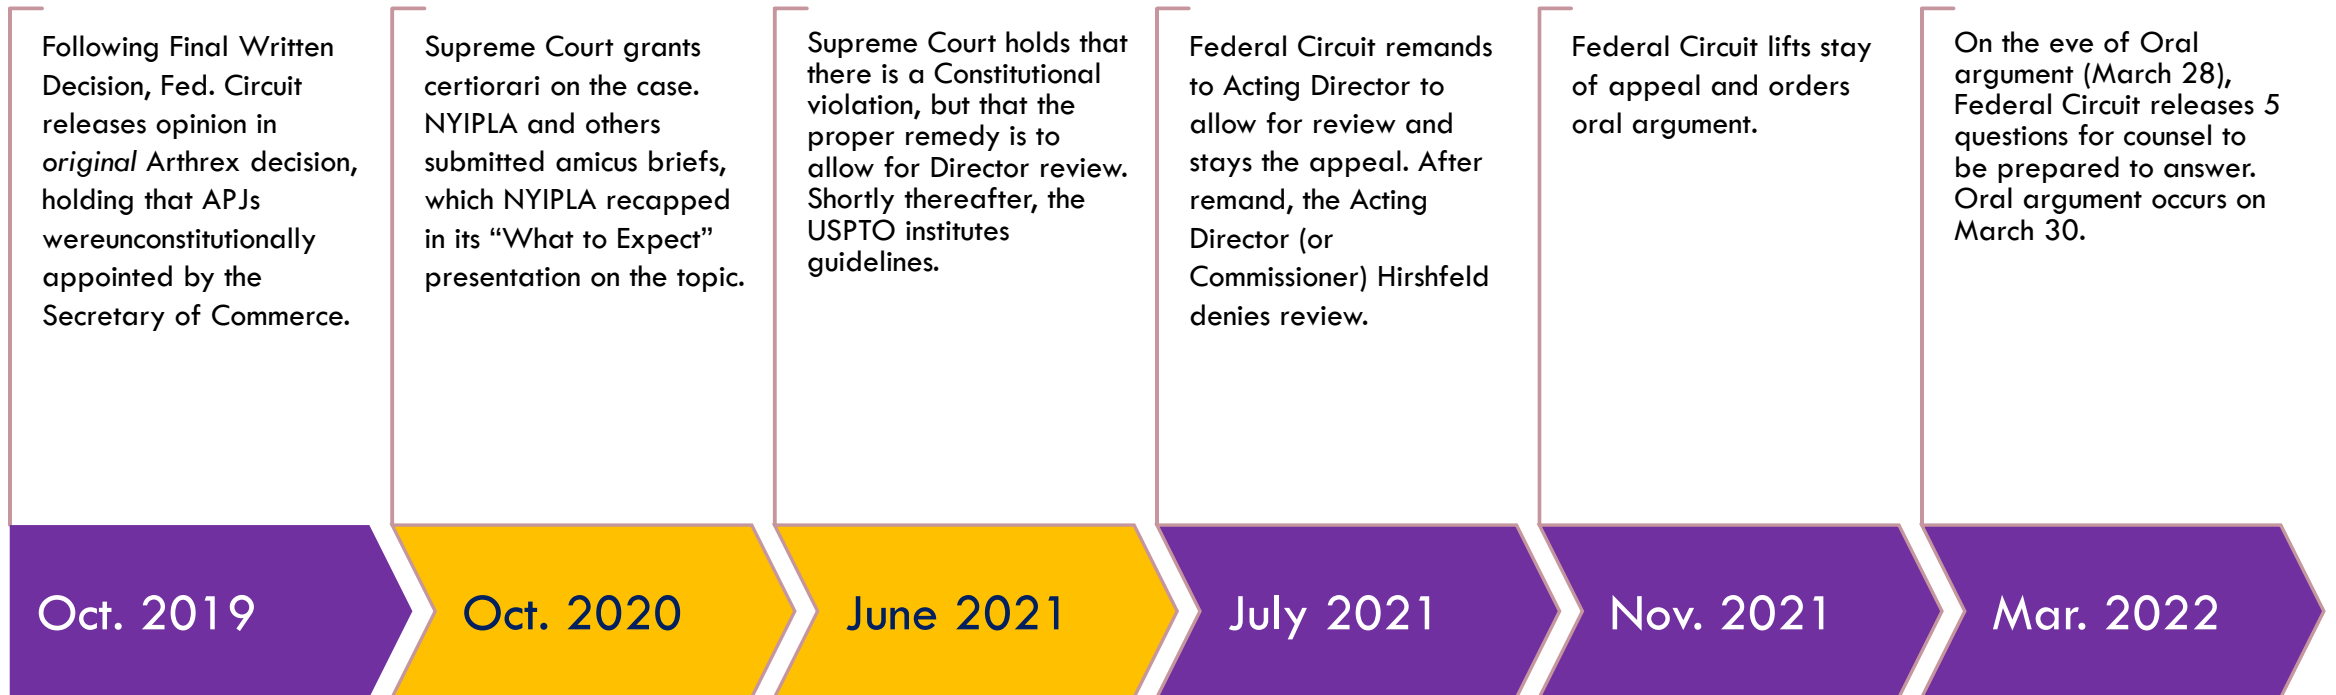 Following Final Written
Decision, Fed. Circuit
releases opinion in
original Arthrex decision,
holding that APJs
wereunconstitutionally
appointed by the
Secretary of Commerce.
Supreme Court grants
certiorari on the case.
NYIPLA and others
submitted amicus briefs,
which NYIPLA recapped
in its “What to Expect”
presentation on the topic.
Supreme Court holds that
there is a Constitutional
violation, but that the
proper remedy is to
allow for Director review.
Shortly thereafter, the
USPTO institutes
guidelines.
Federal Circuit remands
to Acting Director to
allow for review and
stays the appeal. After
remand, the Acting
Director (or
Commissioner) Hirshfeld
denies review.
Federal Circuit lifts stay
of appeal and orders
oral argument.
On the eve of Oral
argument (March 28),
Federal Circuit releases 5
questions for counsel to
be prepared to answer.
Oral argument occurs on
March 30.
Oct. 2019
Oct. 2020
June 2021
July 2021
Nov. 2021
Mar. 2022